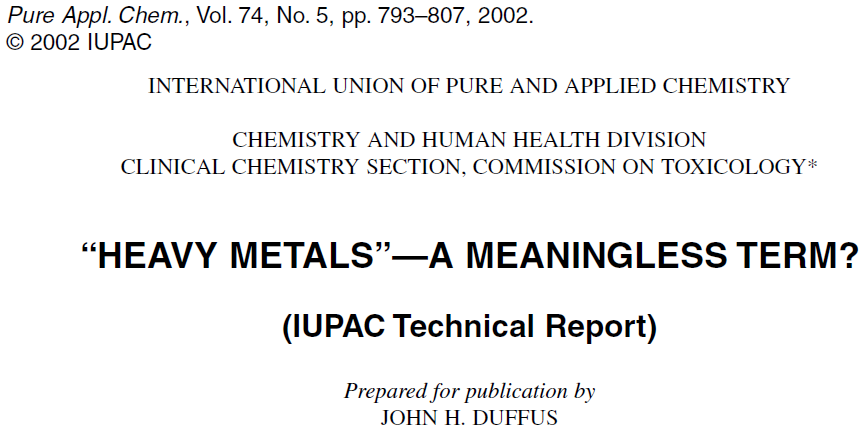 Pure Appl. Chem., Vol. 74, No. 5, pp. 793–807, 2002.
© 2002 IUPAC
INTERNATIONAL UNION OF PURE AND APPLIED CHEMISTRY
CHEMISTRY AND HUMAN HEALTH DIVISION
CLINICAL CHEMISTRY SECTION, COMMISSION ON TOXICOLOGY*
“HEAVY METALS”—A MEANINGLESS TERM?
(IUPAC Technical Report)
Prepared for publication by
JOHN H. DUFFUS